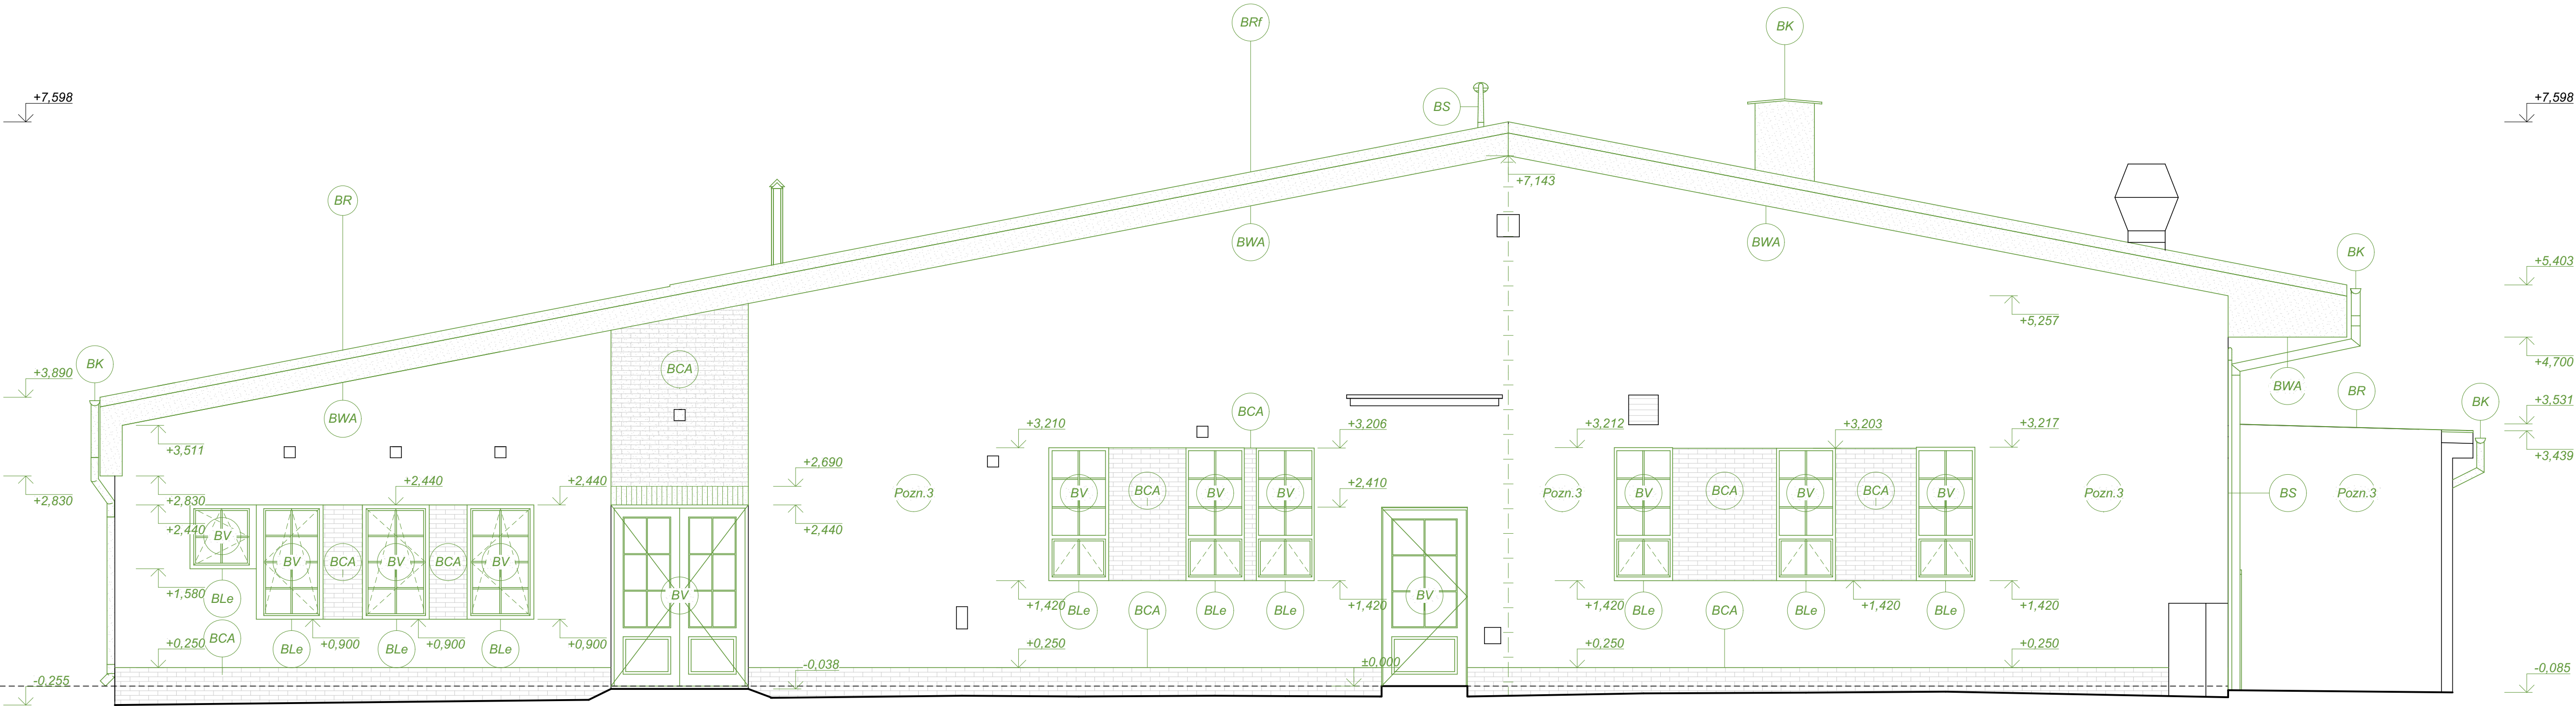 BRf
BK
+7,598
BS
+7,598
+7,143
BR
BWA
BWA
BK
+5,403
+5,257
BK
+3,890
BCA
+4,700
BWA
BR
BK
BWA
BCA
+3,531
+3,511
+3,210
+3,206
+3,212
+3,203
+3,217
+3,439
+2,690
+2,440
+2,440
+2,830
+2,830
Pozn.3
BV
BCA
BV
BV
+2,410
Pozn.3
BV
BCA
BV
BCA
BV
Pozn.3
BS
Pozn.3
+2,440
BV
+2,440
BV
BCA
BV
BCA
BV
+1,580
BLe
BV
+1,420
BLe
BCA
BLe
BLe
+1,420
BV
+1,420
BLe
BCA
BLe
+1,420
BLe
+1,420
BCA
+0,250
BLe
+0,900
BLe
+0,900
BLe
+0,900
+0,250
±0,000
+0,250
+0,250
-0,038
-0,255
-0,085